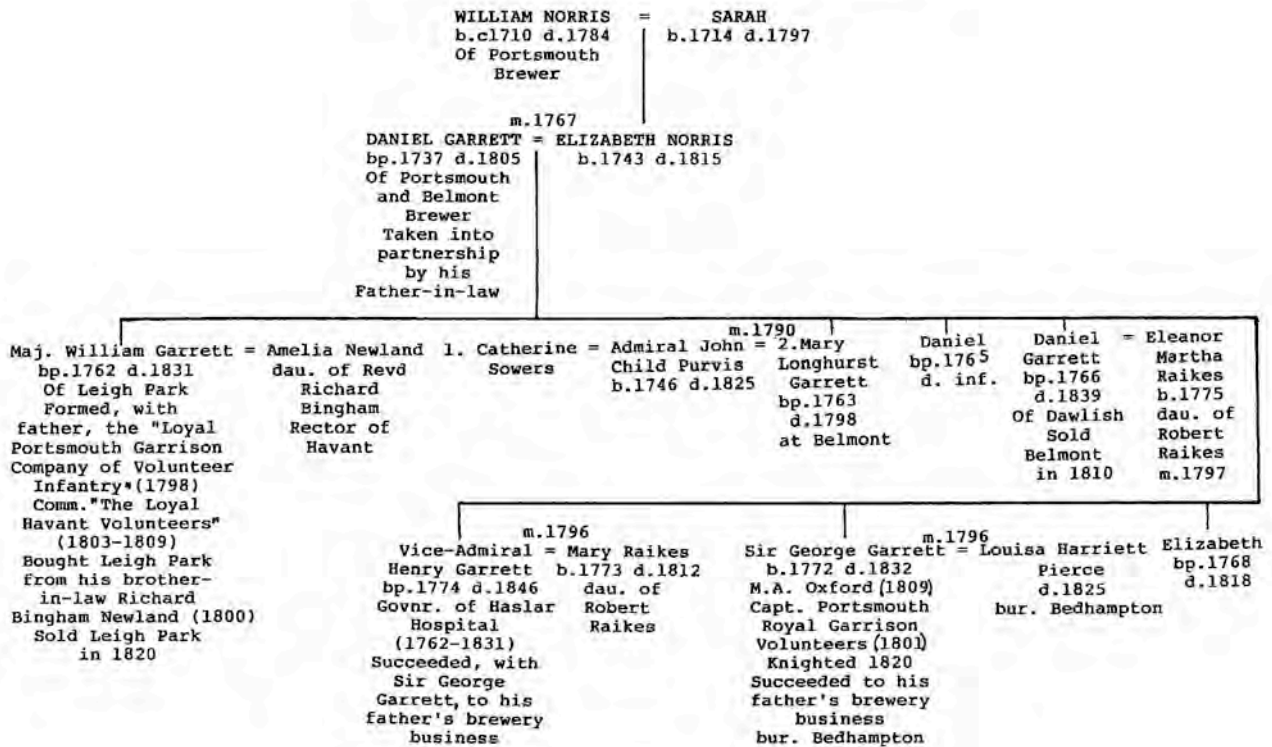 WILLIAM NORRIS = SARAH
b.c1710 d.1784 b.1714 d.1797
Of Portsmouth
Brewer
m.1767
DANIEL GARRETT = ELIZABETH NORRIS
bp.1737 d.1805 b.1743 d.1815
Of Portsmouth
and Belmont
Brewer
Taken into
partnership
by his
Father-in-law
Maj. William Garrett = Amelia Newland
bp.1762 d.1831 dau. of Revd
Of Leigh Park Richard
Formed, with Bingham
father, the "Loyal Rector of
Portsmouth Garrison Havant
Company of Volunteer
Infantry"(1798)
Comm."The Loyal
Havant Volunteers"
(1803-1809)
Bought Leigh Park
from his brother-
in-law Richard
Bingham Newland (1800)
Sold Leigh Park
in 1820
m.1790
1. Catherine = Admiral John = 2.Mary
Sowers Child Purvis Longhurst
b.1746 d.1825 Garrett
bp.1763
d.1798
at Belmont
Daniel
bp.1765
d. inf.
Daniel = Eleanor
Garrett Martha
bp.1766 Raikes
d.1839 b.1775
Of Dawlish dau. of
Sold Robert
Belmont Raikes
in 1810 m.1797
m.1796
Vice-Admiral = Mary Raikes
Henry Garrett b.1773 d.1812
bp.1774 d.1846 dau. of
Govnr. of Haslar Robert
Hospital Raikes
(1762-1831)
Succeeded, with
Sir George
Garrett, to his
father's brewery
business
m.1796
Sir George Garrett = Louisa Harriett
b.1772 d.1832 Pierce
M.A. Oxford (1809) d.1825
Capt. Portsmouth bur. Bedhampton
Royal Garrison
Volunteers (1801)
Knighted 1820
Succeeded to his
father's brewery
business
bur. Bedhampton
Elizabeth
bp.1768
d.1818